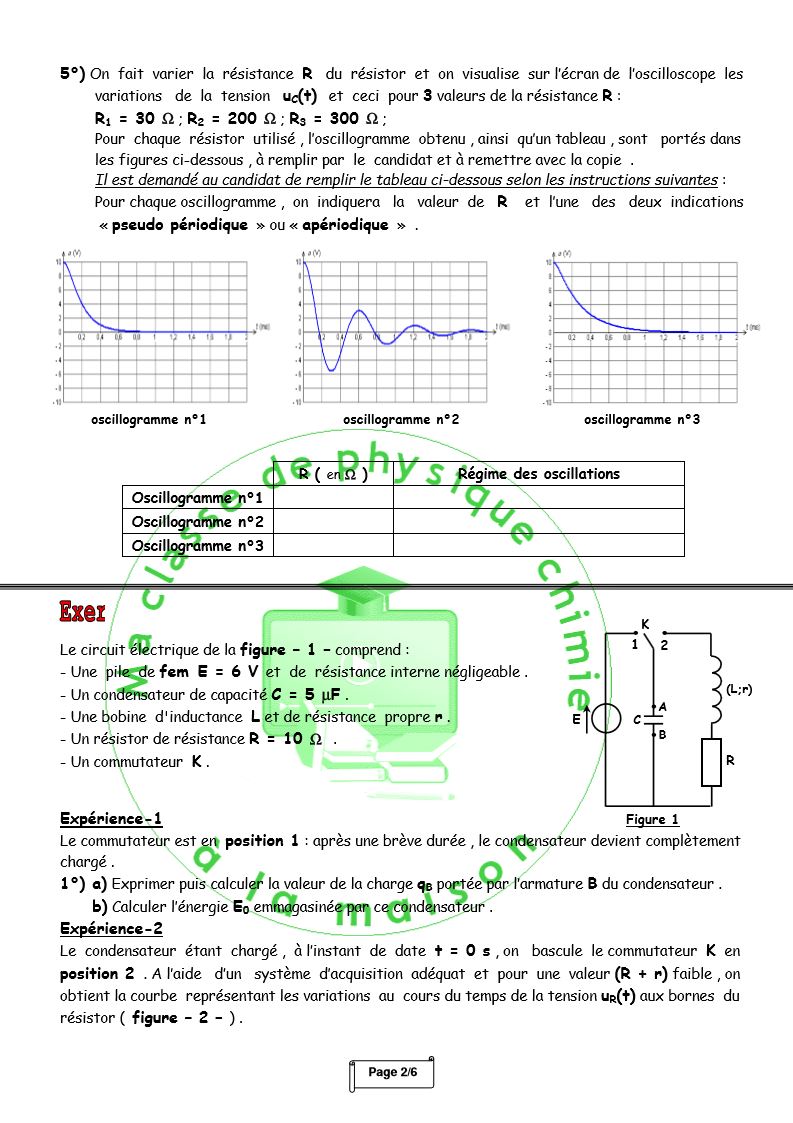 5°) On fait varier la résistance R du résistor et on visualise sur l'écran de l'oscilloscope les
variations de la tension uC(t) et ceci pour 3 valeurs de la résistance R :
R1 = 30 Ω ; R2 = 200 Ω ; R3 = 300 Ω ;
Pour chaque résistor utilisé , l'oscillogramme obtenu , ainsi qu'un tableau , sont portés dans
les figures ci-dessous , à remplir par le candidat et à remettre avec la copie .
Il est demandé au candidat de remplir le tableau ci-dessous selon les instructions suivantes :
Pour chaque oscillogramme , on indiquera la valeur de R et l'une des deux indications
« pseudo périodique » ou « apériodique » .
u (V)
10
8
6
4
2
0
-2
-4
-6
-8
-10
0,2 0,4 0,6 0,8 1 1,2 1,4 1,6 1,8 2
t (ms)
u (V)
10
8
6
4
2
0
-2
-4
-6
-8
-10
0,2 0,4 0,6 0,8 1 1,2 1,4 1,6 1,8 2
t (ms)
u (V)
10
8
6
4
2
0
-2
-4
-6
-8
-10
0,2 0,4 0,6 0,8 1 1,2 1,4 1,6 1,8 2
t (ms)
oscillogramme n°1 oscillogramme n°2 oscillogramme n°3
R ( en Ω ) Régime des oscillations
Oscillogramme n°1
Oscillogramme n°2
Oscillogramme n°3
Ma classe de physique chimie
à la maison
Exer
Le circuit électrique de la figure - 1 - comprend :
- Une pile de fem E = 6 V et de résistance interne négligeable .
- Un condensateur de capacité C = 5 μF .
- Une bobine d'inductance L et de résistance propre r .
- Un résistor de résistance R = 10 Ω .
- Un commutateur K .
K
1 2
(L;r)
A
E C
B
R
Figure 1
Expérience-1
Le commutateur est en position 1 : après une brève durée , le condensateur devient complètement
chargé .
1°) a) Exprimer puis calculer la valeur de la charge qB portée par l'armature B du condensateur .
b) Calculer l'énergie E0 emmagasinée par ce condensateur .
Expérience-2
Le condensateur étant chargé , à l'instant de date t = 0 s , on bascule le commutateur K en
position 2 . A l'aide d'un système d'acquisition adéquat et pour une valeur (R + r) faible , on
obtient la courbe représentant les variations au cours du temps de la tension uR(t) aux bornes du
résistor ( figure - 2 - ) .
Page 2/6